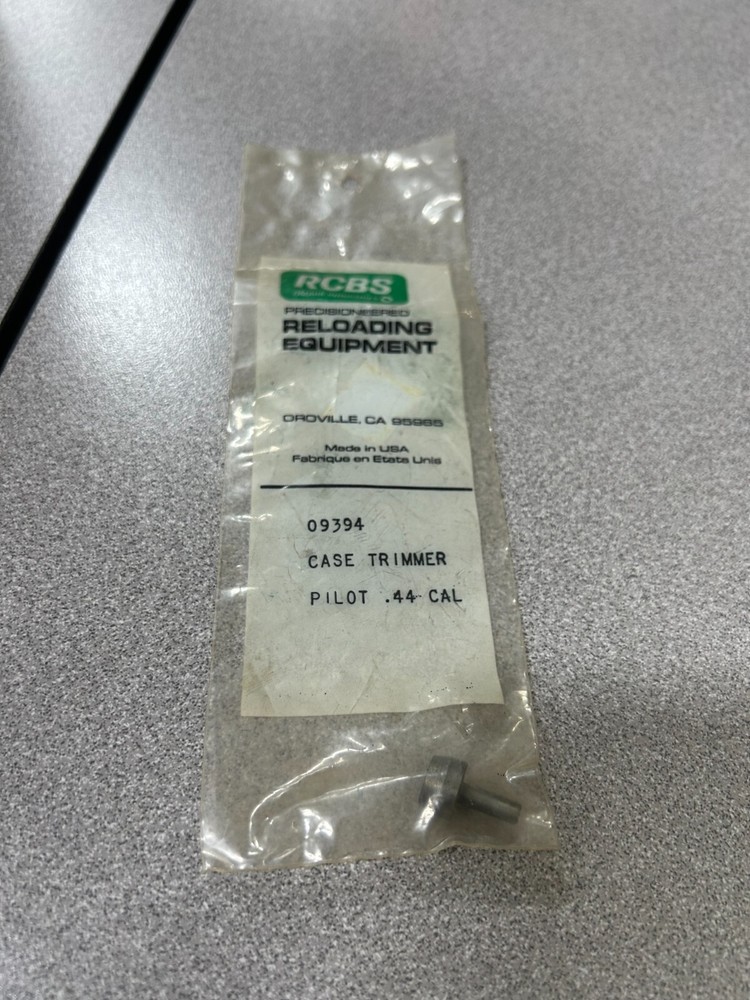 RCBS
PRECISIONEERED
RELOADING
EQUIPMENT
OROVILLE, CA 95965
Made in USA
Fabrique en Etats Unis
09394
CASE TRIMMER
PILOT .44 CAL